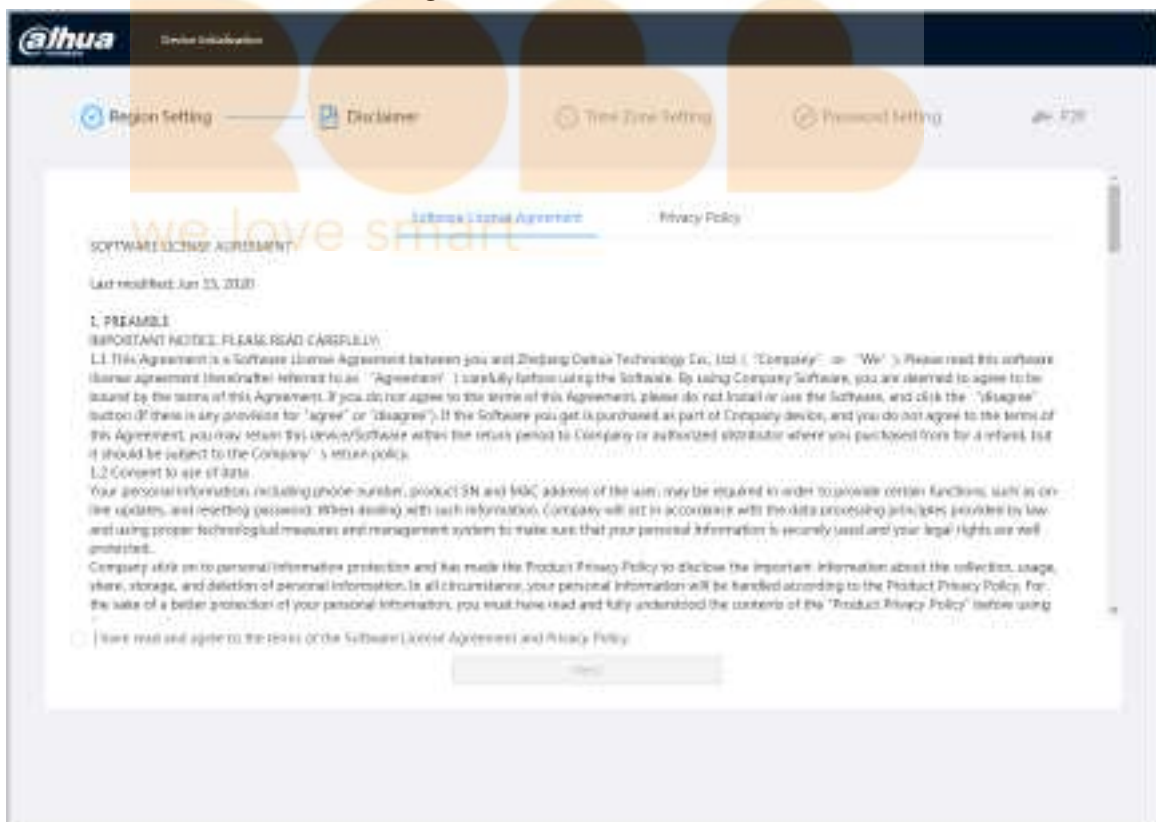 alhua
Device Initialization
Region Setting
Disclaimer
Time Zone Setting
Password Setting
P2P
we love smart
Software License Agreement
Privacy Policy
SOFTWARE LICENSE AGREEMENT
Last modified: Jun 15, 2020
1. PREAMBLE
IMPORTANT NOTICE, PLEASE READ CAREFULLY:
1.1 This Agreement is a Software License Agreement between you and Zhejiang Dahua Technology Co., Ltd. ( "Company" or "We" ). Please read this software
license agreement (hereinafter referred to as "Agreement" ) carefully before using the Software. By using Company Software, you are deemed to agree to be
bound by the terms of this Agreement. If you do not agree to the terms of this Agreement, please do not install or use the Software, and click the "disagree"
button (if there is any provision for "agree" or "disagree"). If the Software you get is purchased as part of Company device, and you do not agree to the terms of
this Agreement, you may return this device/Software within the return period to Company or authorized distributor where you purchased from for a refund, but
it should be subject to the Company' s return policy.
1.2 Consent to use of data
Your personal information, including phone number, product SN and MAC address of the user, may be required in order to provide certain functions, such as on-
line updates, and resetting password. When dealing with such information, Company will act in accordance with the data processing principles provided by law
and using proper technological measures and management system to make sure that your personal information is securely used and your legal rights are well
protected.
Company stick on to personal information protection and has made the Product Privacy Policy to disclose the important information about the collection, usage,
share, storage, and deletion of personal information. In all circumstance, your personal information will be handled according to the Product Privacy Policy. For
the sake of a better protection of your personal information, you must have read and fully understood the contents of the "Product Privacy Policy" before using
I have read and agree to the terms of the Software License Agreement and Privacy Policy.
Next